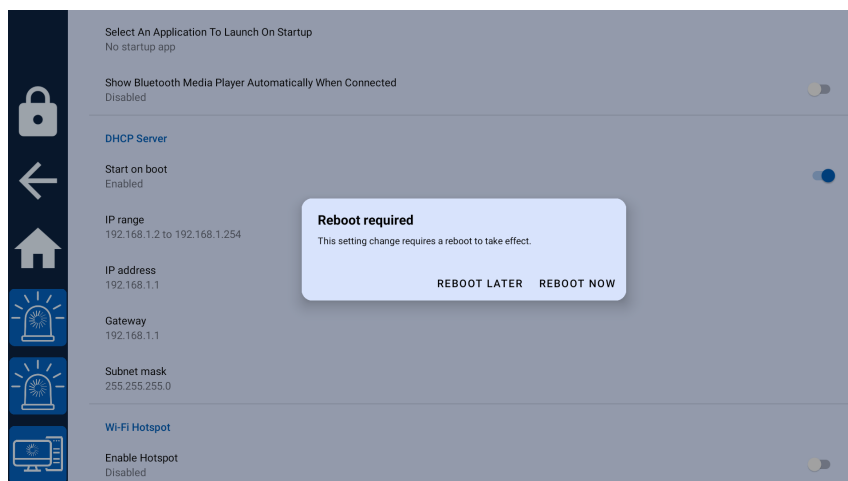 Select An Application To Launch On Startup
No startup app
Show Bluetooth Media Player Automatically When Connected
Disabled
DHCP Server
Start on boot
Enabled
IP range
192.168.1.2 to 192.168.1.254
IP address
192.168.1.1
Gateway
192.168.1.1
Subnet mask
255.255.255.0
Wi-Fi Hotspot
Enable Hotspot
Disabled
Reboot required
This setting change requires a reboot to take effect.
REBOOT LATER REBOOT NOW